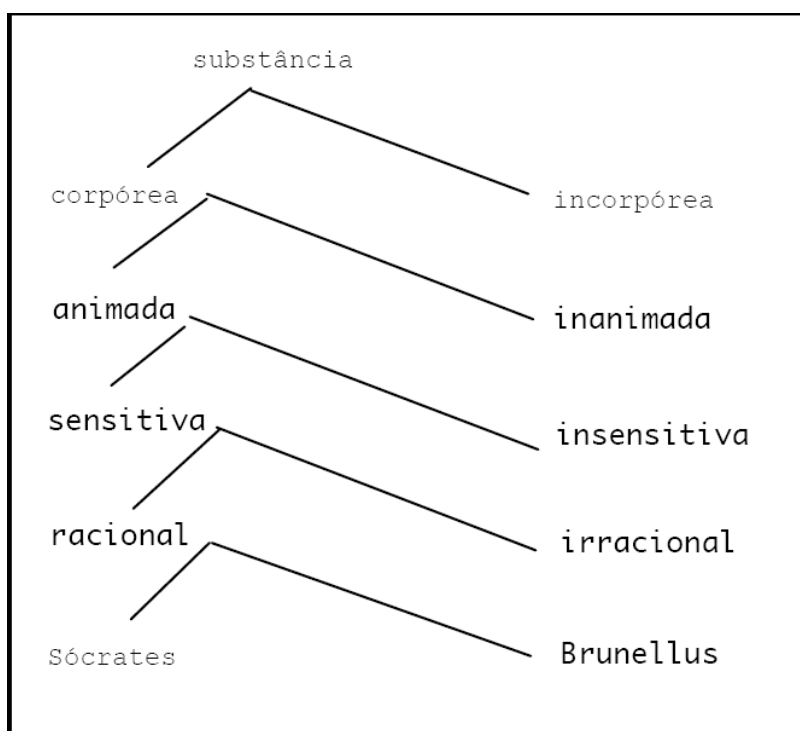 substância
corpórea incorpórea
animada inanimada
sensitiva insensitiva
racional irracional
Sócrates Brunellus